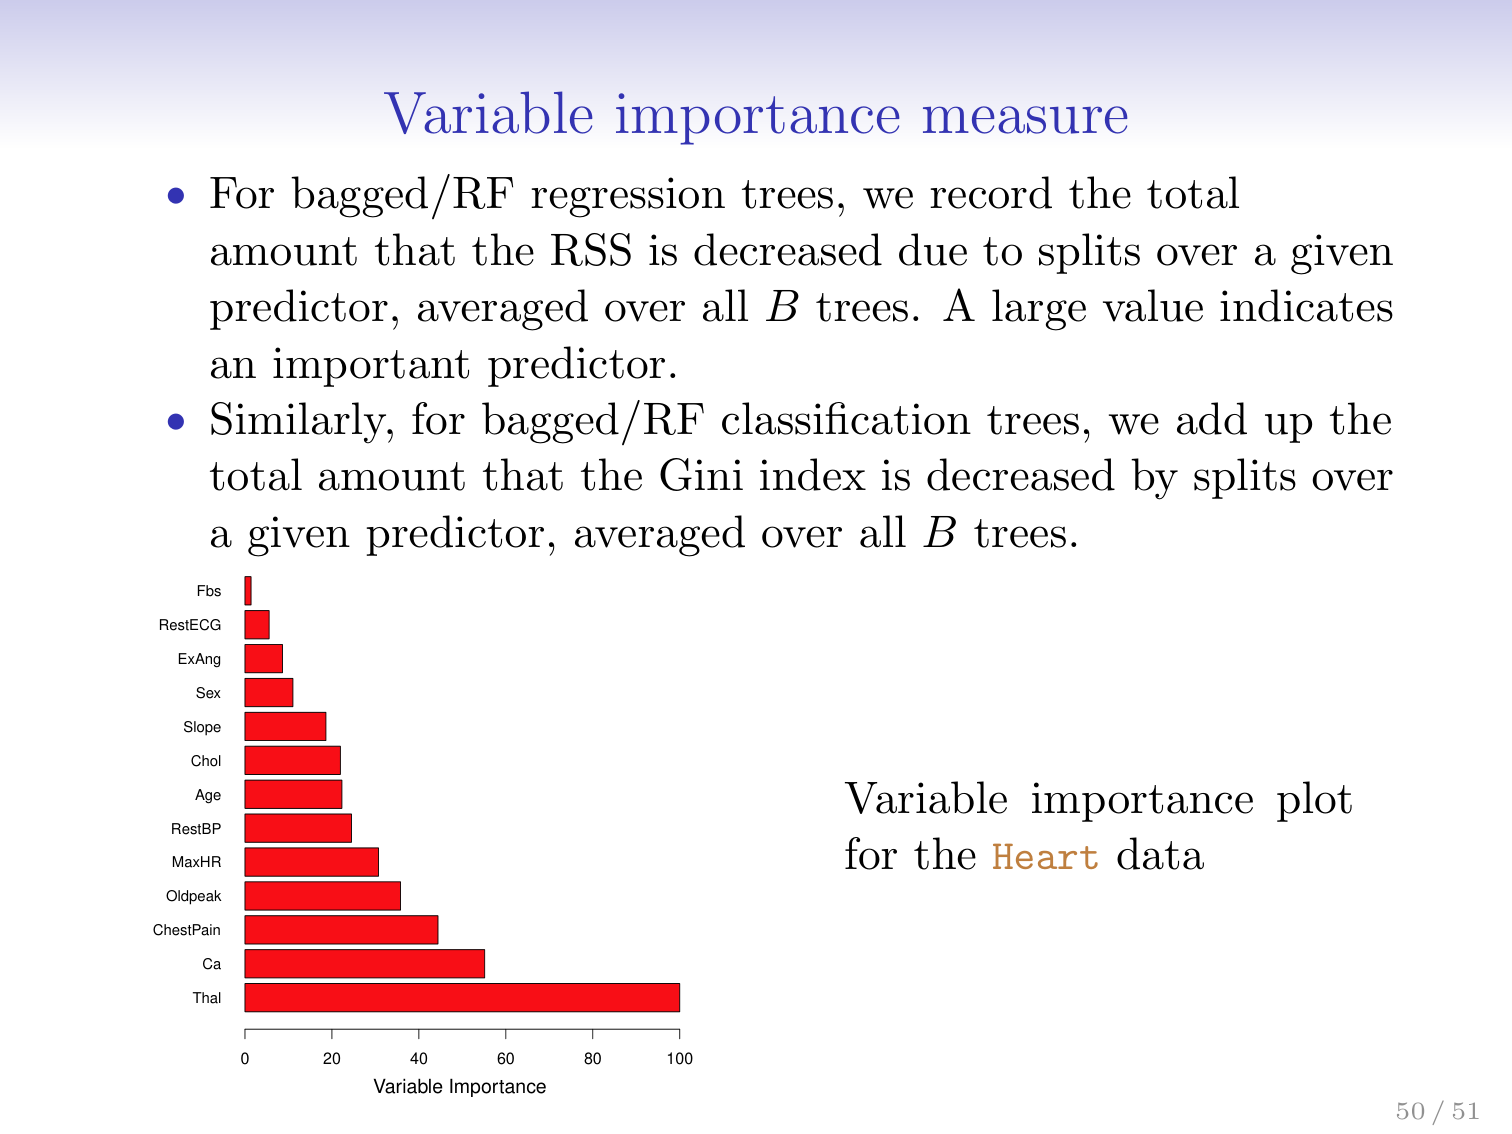 Variable importance measure
• For bagged/RF regression trees, we record the total
amount that the RSS is decreased due to splits over a given
predictor, averaged over all B trees. A large value indicates
an important predictor.
• Similarly, for bagged/RF classification trees, we add up the
total amount that the Gini index is decreased by splits over
a given predictor, averaged over all B trees.
Fbs
RestECG
ExAng
Sex
Slope
Chol
Age
RestBP
MaxHR
Oldpeak
ChestPain
Ca
Thal
0 20 40 60 80 100
Variable Importance
Variable importance plot
for the Heart data
50 / 51